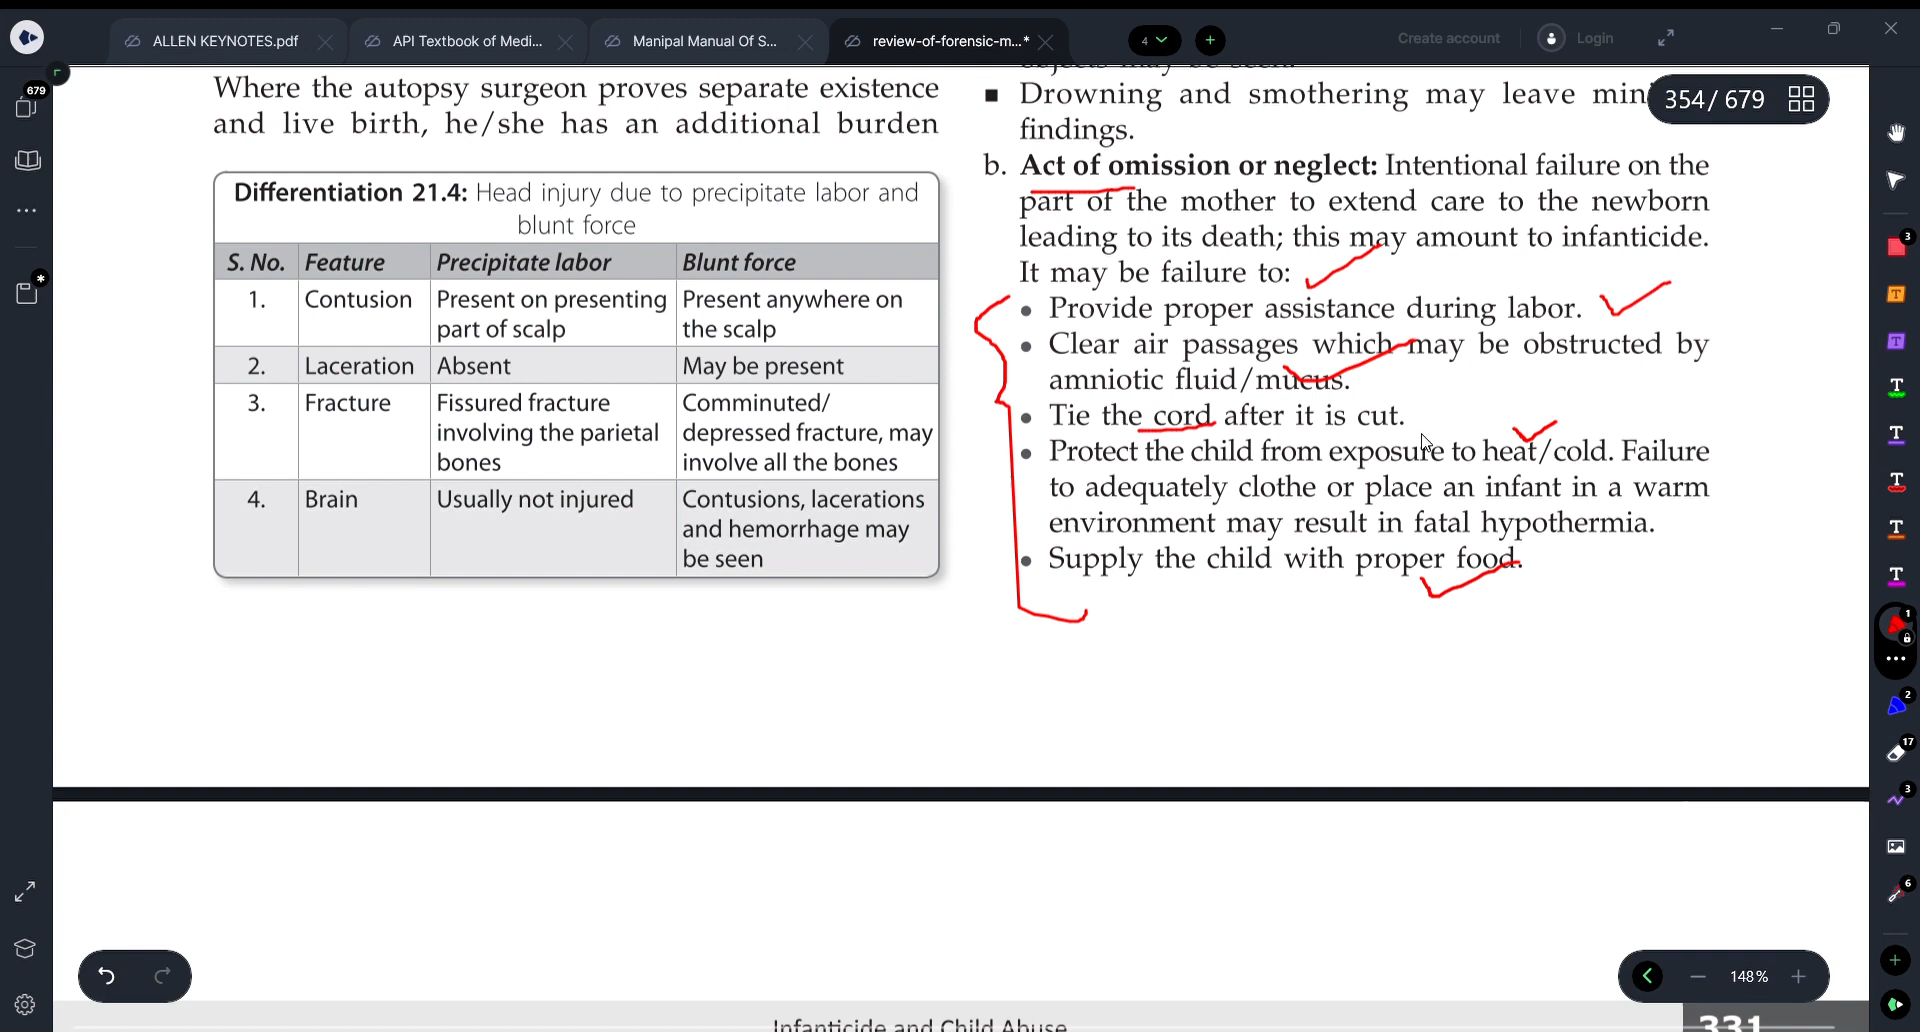 ALLEN KEYNOTES.pdf
API Textbook of Medi...
Manipal Manual Of S...
review-of-forensic-m...*
4
Create account
Login
679
354/679
Where the autopsy surgeon proves separate existence
and live birth, he/she has an additional burden
Differentiation 21.4: Head injury due to precipitate labor and
blunt force
S. No. Feature Precipitate labor Blunt force
1. Contusion Present on presenting part of scalp Present anywhere on the scalp
2. Laceration Absent May be present
3. Fracture Fissured fracture involving the parietal bones Comminuted/ depressed fracture, may involve all the bones
4. Brain Usually not injured Contusions, lacerations and hemorrhage may be seen
■ Drowning and smothering may leave
findings.
b. Act of omission or neglect: Intentional failure on the
part of the mother to extend care to the newborn
leading to its death; this may amount to infanticide.
It may be failure to:
• Provide proper assistance during labor.
• Clear air passages which may be obstructed by
amniotic fluid/mucus.
• Tie the cord after it is cut.
• Protect the child from exposure to heat/cold. Failure
to adequately clothe or place an infant in a warm
environment may result in fatal hypothermia.
• Supply the child with proper food.
3
T
T
T
T
T
T
T
1
2
17
3
6
148%
Infanticide and Child Abuse
331